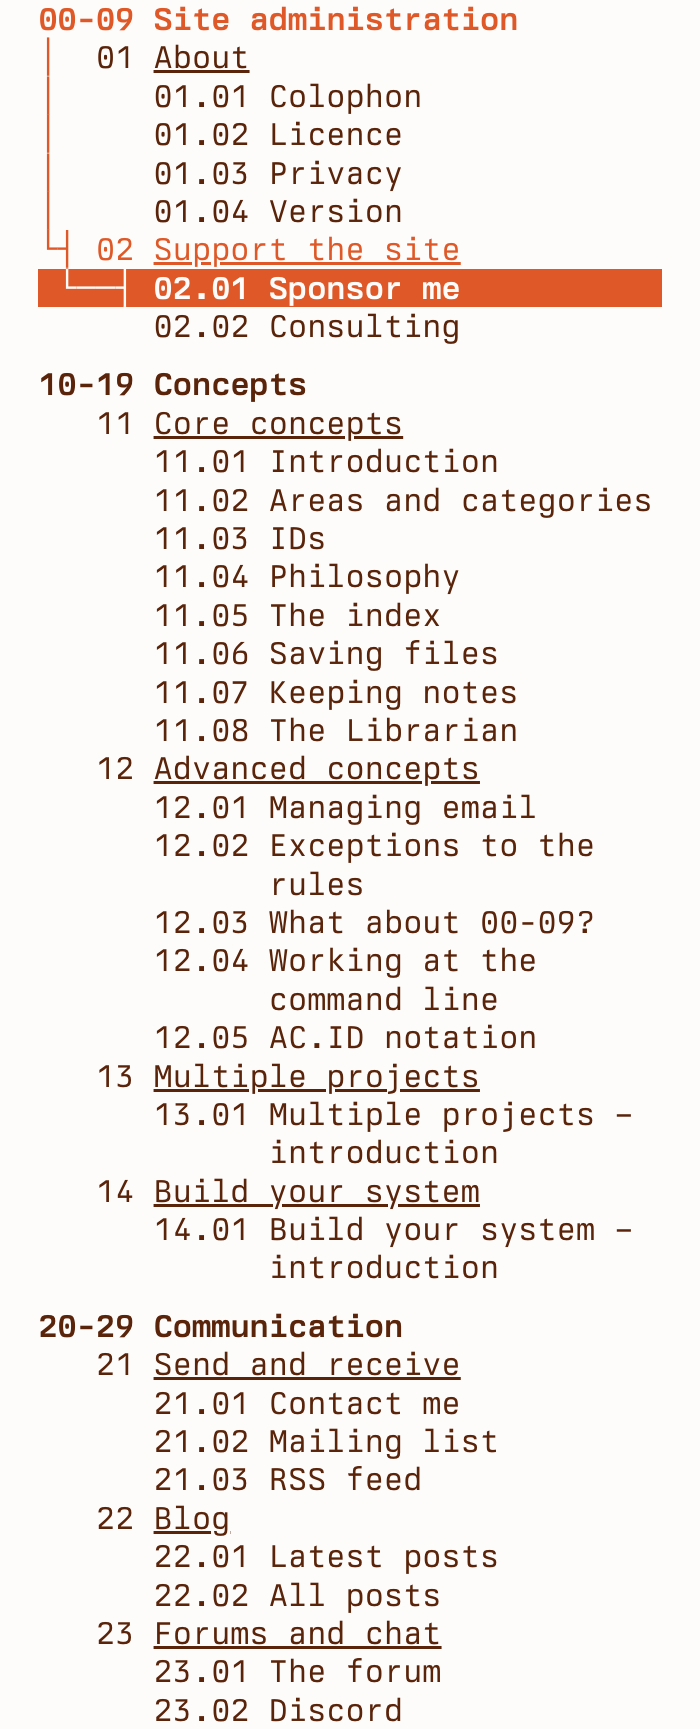 00-09 Site administration
01 About
01.01 Colophon
01.02 Licence
01.03 Privacy
01.04 Version
02 Support the site
02.01 Sponsor me
02.02 Consulting
10-19 Concepts
11 Core concepts
11.01 Introduction
11.02 Areas and categories
11.03 IDs
11.04 Philosophy
11.05 The index
11.06 Saving files
11.07 Keeping notes
11.08 The Librarian
12 Advanced concepts
12.01 Managing email
12.02 Exceptions to the
rules
12.03 What about 00-09?
12.04 Working at the
command line
12.05 AC.ID notation
13 Multiple projects
13.01 Multiple projects –
introduction
14 Build your system
14.01 Build your system –
introduction
20-29 Communication
21 Send and receive
21.01 Contact me
21.02 Mailing list
21.03 RSS feed
22 Blog
22.01 Latest posts
22.02 All posts
23 Forums and chat
23.01 The forum
23.02 Discord